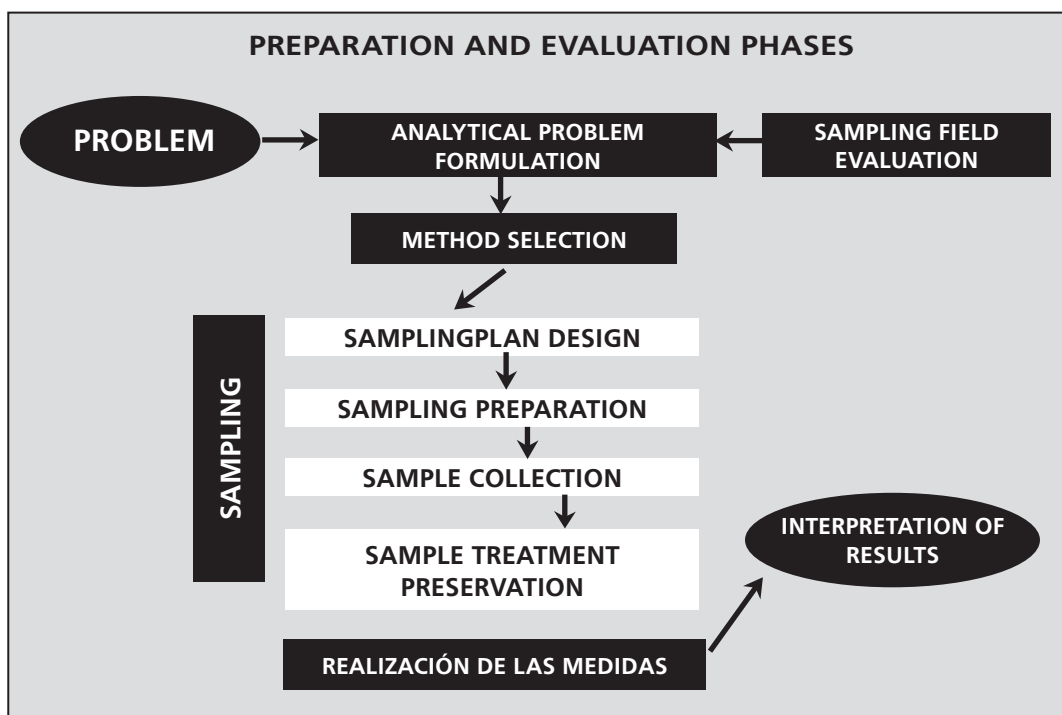 PREPARATION AND EVALUATION PHASES
PROBLEM
ANALYTICAL PROBLEM
FORMULATION
SAMPLING FIELD
EVALUATION
METHOD SELECTION
SAMPLING
SAMPLINGPLAN DESIGN
SAMPLING PREPARATION
SAMPLE COLLECTION
SAMPLE TREATMENT
PRESERVATION
INTERPRETATION OF
RESULTS
REALIZACIÓN DE LAS MEDIDAS